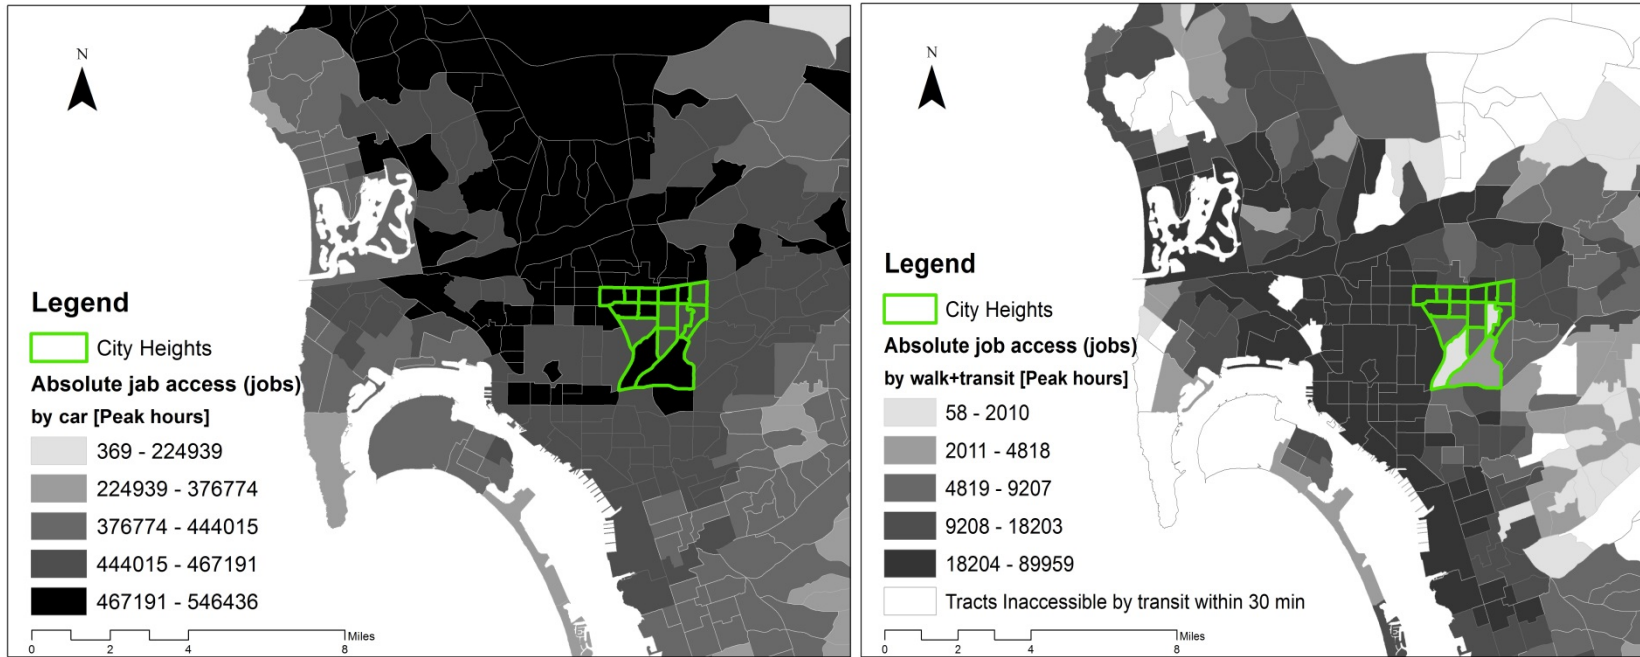 N
Legend
City Heights
Absolute jab access (jobs)
by car [Peak hours]
369 - 224939
224939 - 376774
376774 - 444015
444015 - 467191
467191 - 546436
Miles
0 2 4 8
N
Legend
City Heights
Absolute job access (jobs)
by walk+transit [Peak hours]
58 - 2010
2011 - 4818
4819 - 9207
9208 - 18203
18204 - 89959
Tracts Inaccessible by transit within 30 min
Miles
0 2 4 8